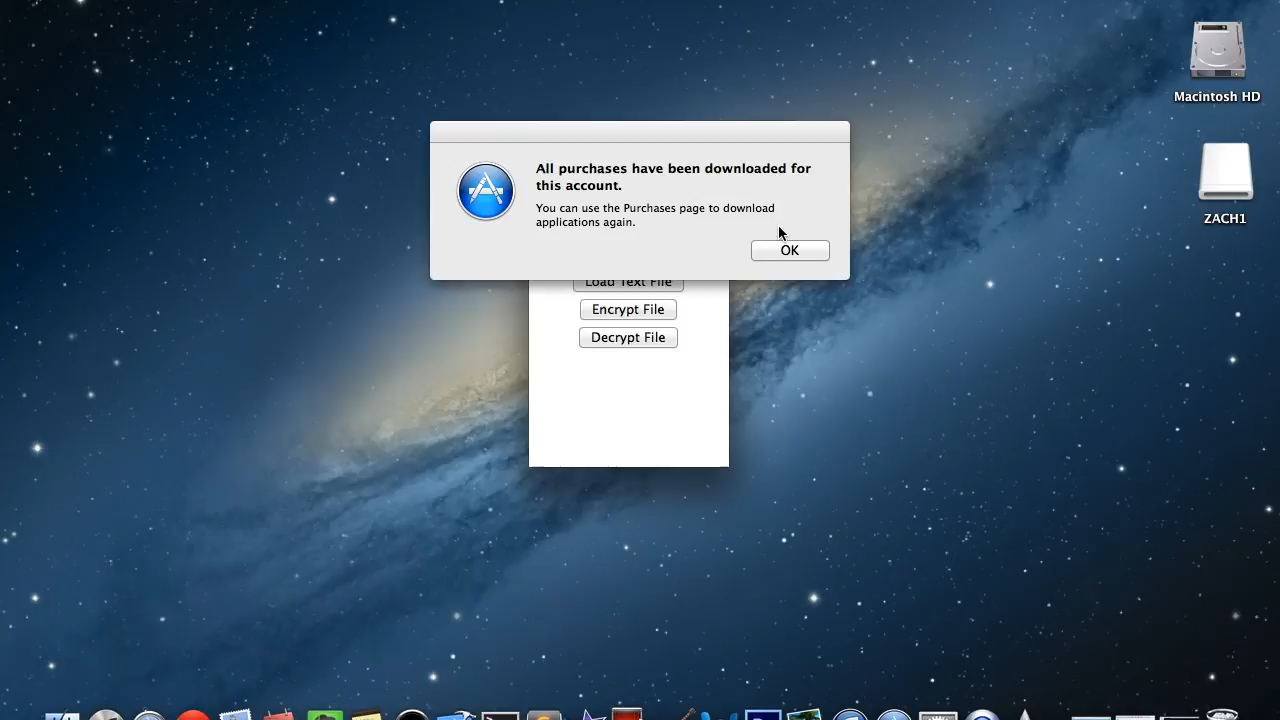 Macintosh HD
All purchases have been downloaded for
this account.
You can use the Purchases page to download
applications again.
ZACH1
OK
Load Text File
Encrypt File
Decrypt File